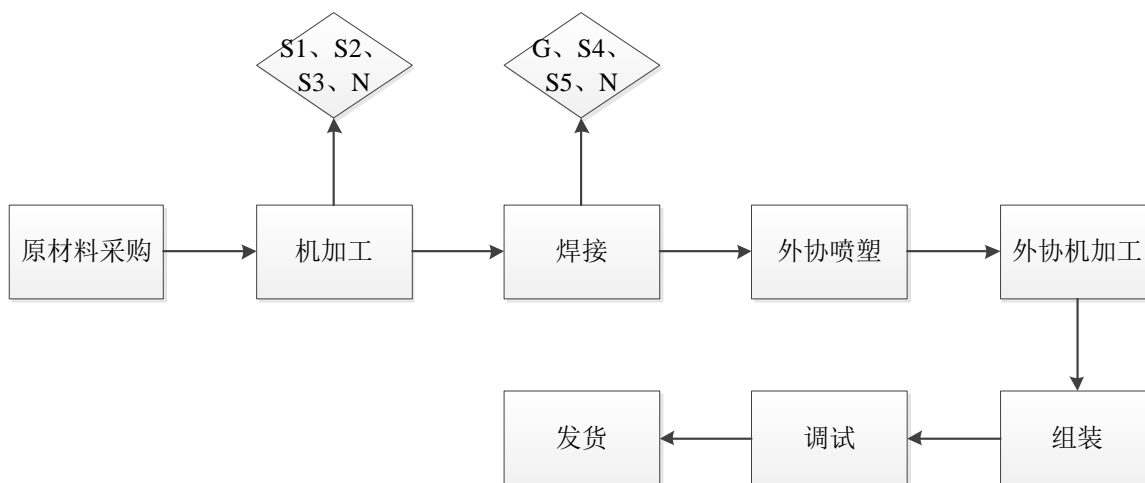 S1、S2、
S3、N
G、S4、
S5、N
原材料采购
机加工
焊接
外协喷塑
外协机加工
发货
调试
组装